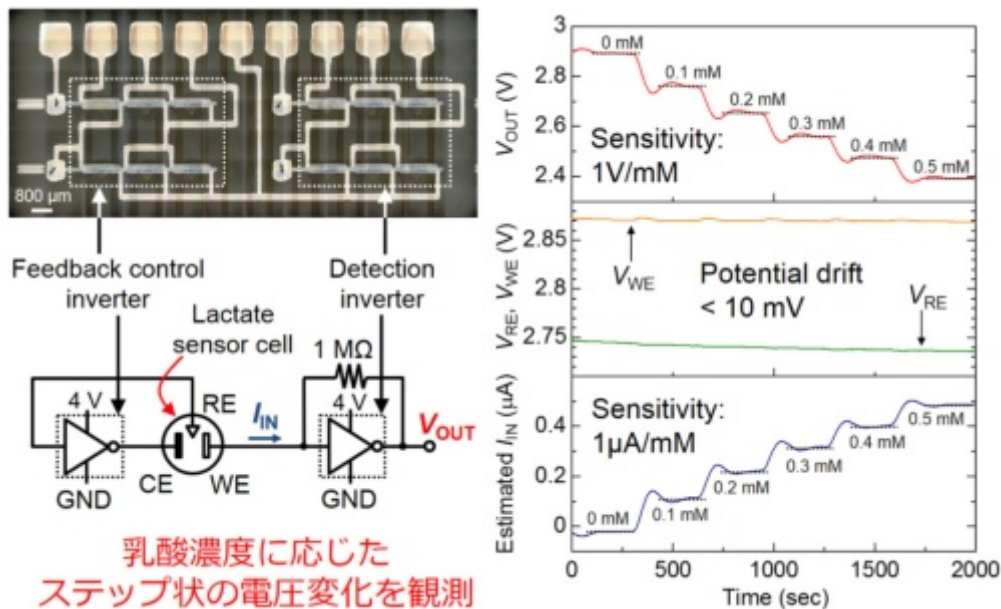 800 µm
Feedback control
inverter
Detection
inverter
Lactate
sensor cell
1 MΩ
4 V
RE
I_IN
4 V
V_OUT
GND
CE
WE
GND
乳酸濃度に応じた
ステップ状の電圧変化を観測
V_OUT (V)
3
2.8
2.6
2.4
0 mM
0.1 mM
0.2 mM
0.3 mM
0.4 mM
0.5 mM
Sensitivity:
1V/mM
V_RE, V_WE (V)
2.85
2.8
2.75
V_WE
Potential drift
< 10 mV
V_RE
Estimated I_IN (µA)
0.4
0.2
0
Sensitivity:
1µA/mM
0 mM
0.1 mM
0.2 mM
0.3 mM
0.4 mM
0.5 mM
0 500 1000 1500 2000
Time (sec)